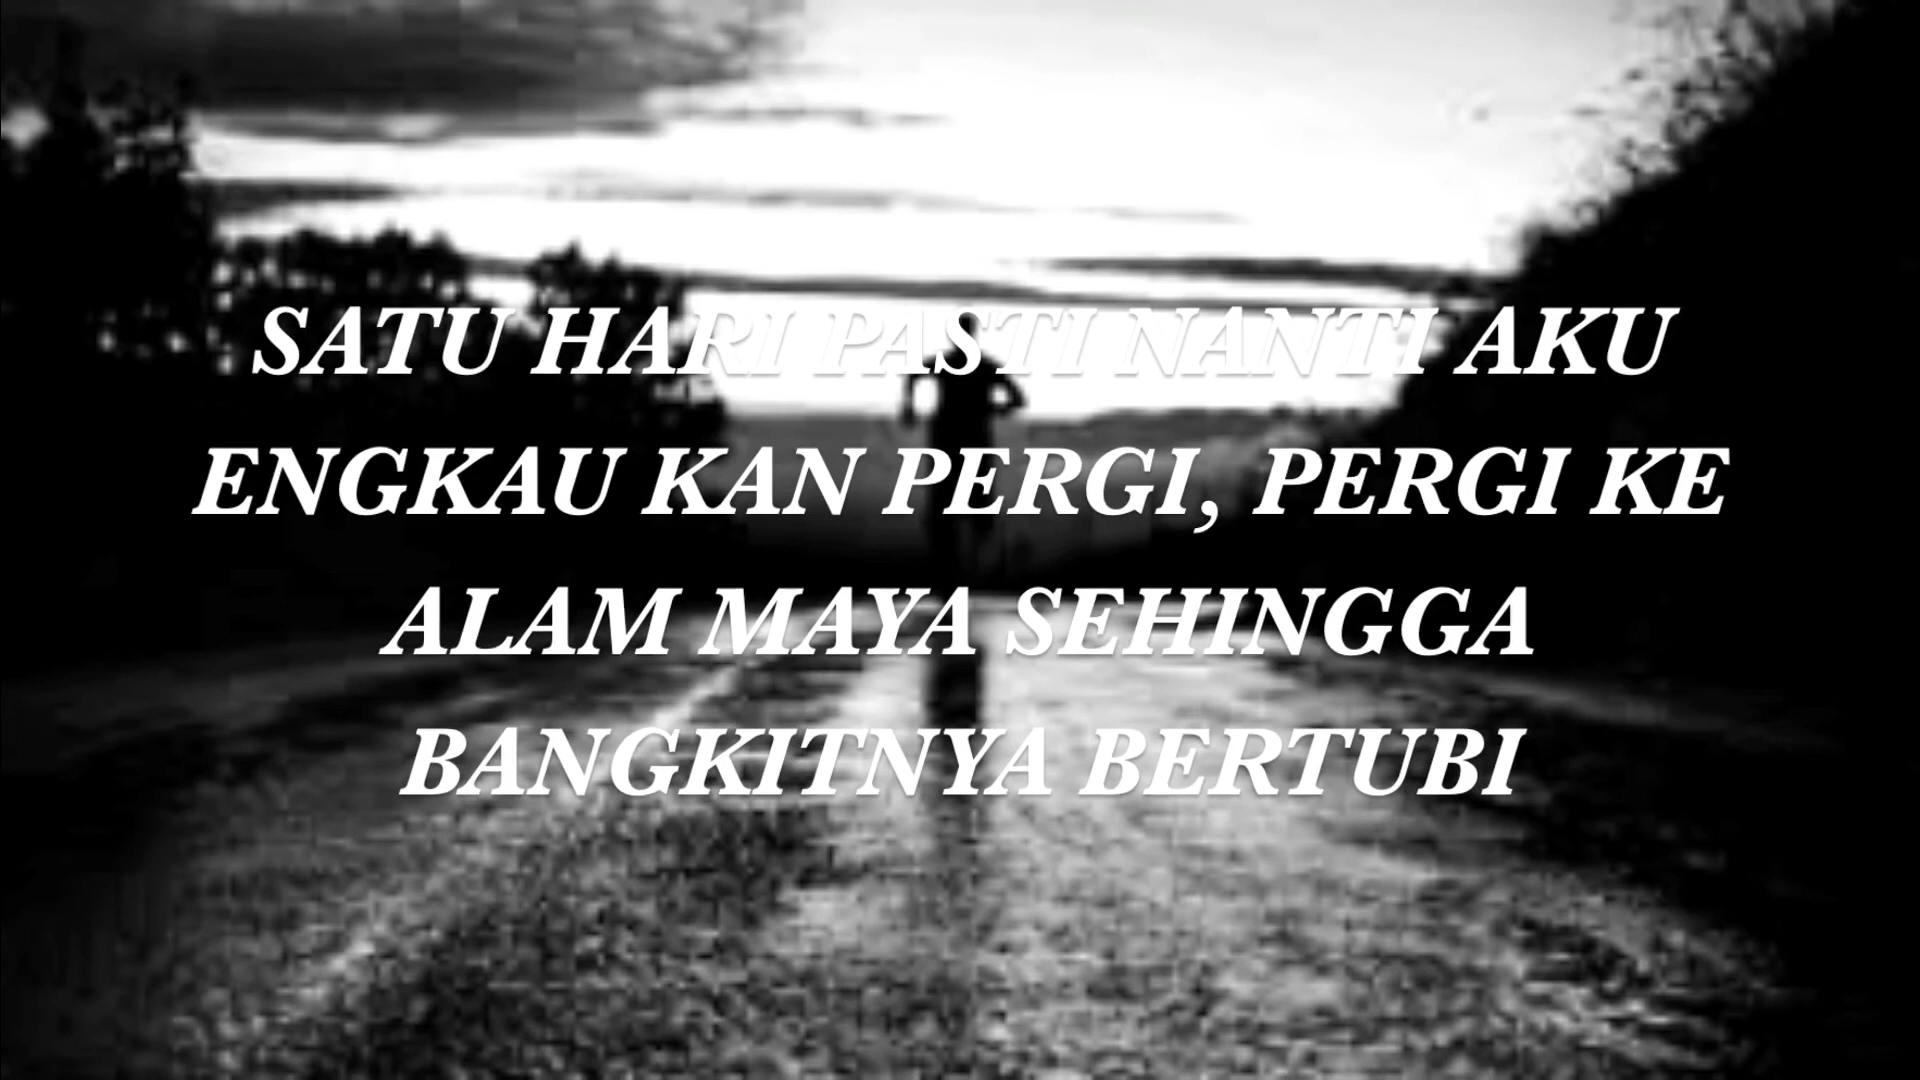 SATU HARI PASTI NANTI AKU
ENGKAU KAN PERGI, PERGI KE
ALAM MAYA SEHINGGA
BANGKITNYA BERTUBI